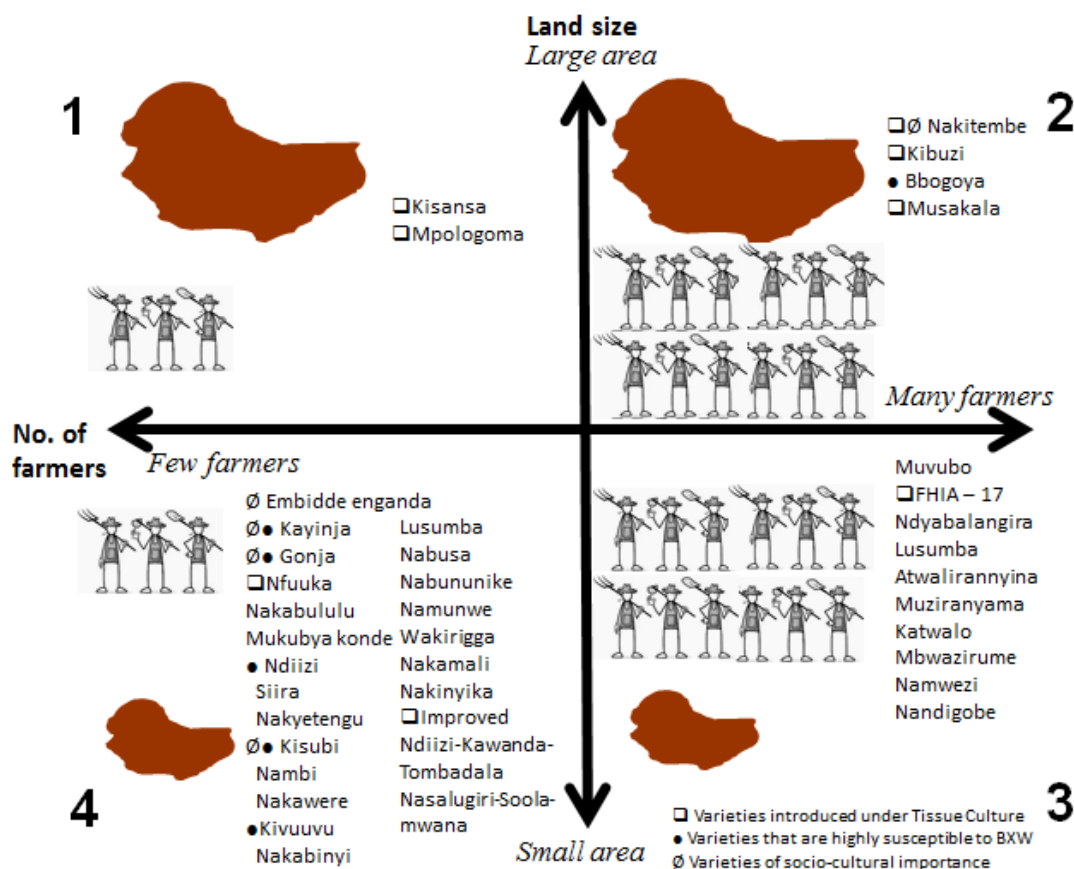 Land size
Large area
1
2
❑Ø Nakitembe
❑Kibuzi
● Bbogoya
❑Musakala
❑Kisansa
❑Mpologoma
Many farmers
No. of
farmers
Few farmers
Ø Embidde enganda
Ø● Kayinja
Ø● Gonja
❑Nfuuka
Nakabululu
Mukubya konde
● Ndiizi
Siira
Nakyetengu
Ø● Kisubi
Nambi
Nakawere
●Kivuuvu
Nakabinyi
Lusumba
Nabusa
Nabununike
Namunwe
Wakirigga
Nakamali
Nakinyika
❑Improved
Ndiizi-Kawanda-
Tombadala
Nasalugiri-Soola-
mwana
Muvubo
❑FHIA – 17
Ndyabalangira
Lusumba
Atwalirannyina
Muziranyama
Katwalo
Mbwazirume
Namwezi
Nandigobe
4
3
Small area
❑ Varieties introduced under Tissue Culture
● Varieties that are highly susceptible to BXW
Ø Varieties of socio-cultural importance